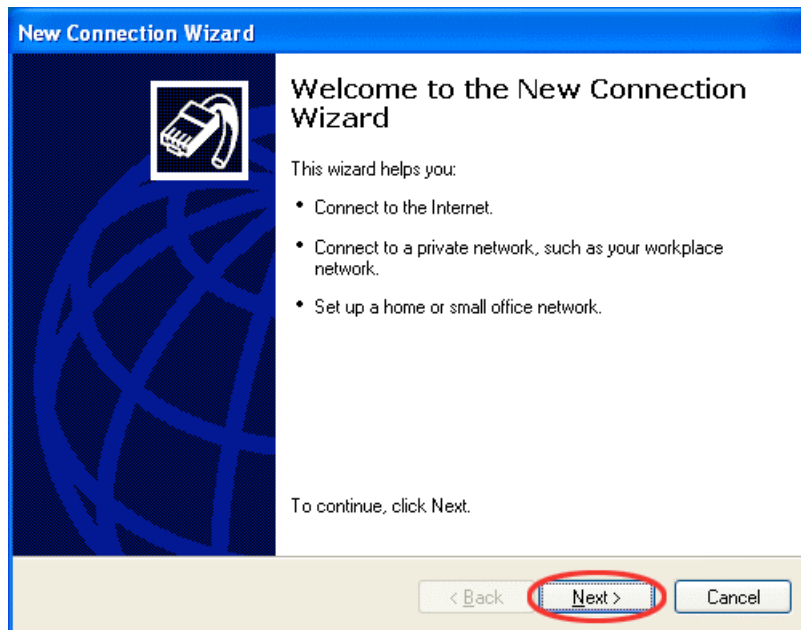 New Connection Wizard
Welcome to the New Connection
Wizard
This wizard helps you:
• Connect to the Internet.
• Connect to a private network, such as your workplace
network.
• Set up a home or small office network.
To continue, click Next.
< Back
Next >
Cancel